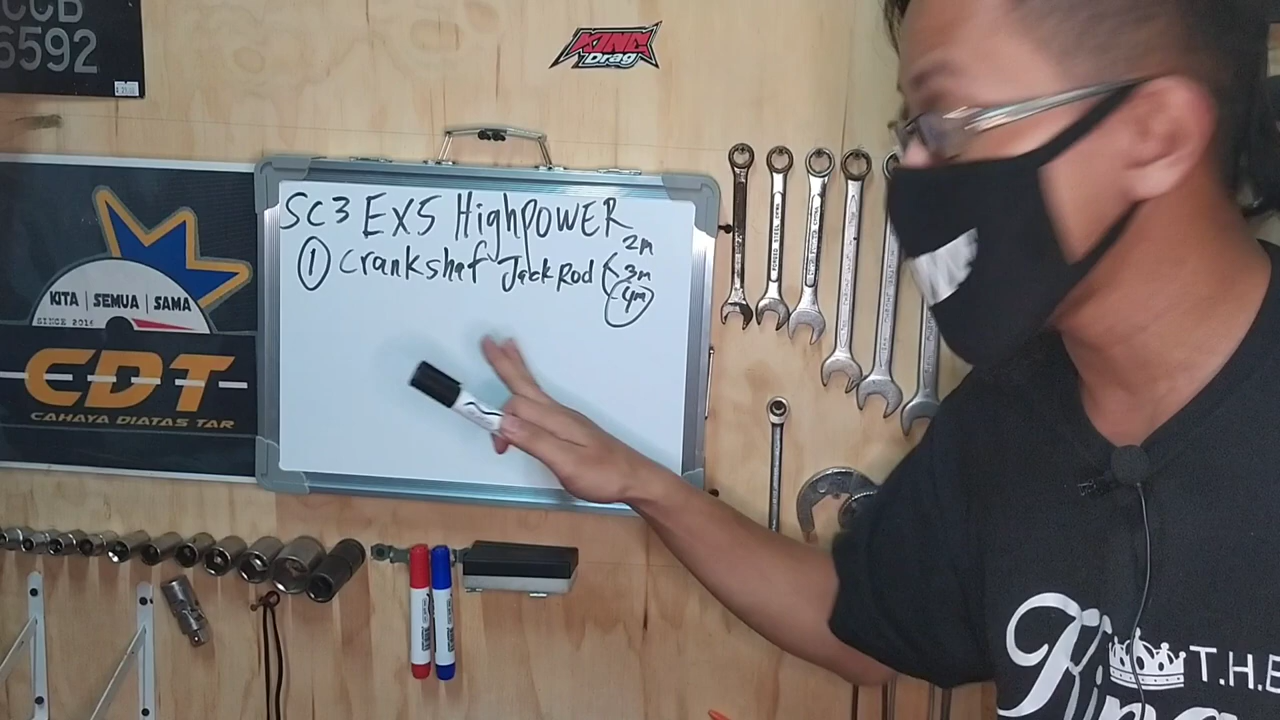 CCB
6592
KING
Drag
SC3 EX5 HighpoWER
① Crankshaf Jack Rod
2m
3m
4m
KITA | SEMUA | SAMA
SINCE 2016
CDT
CAHAYA DIATAS TAR
T.H.E
King